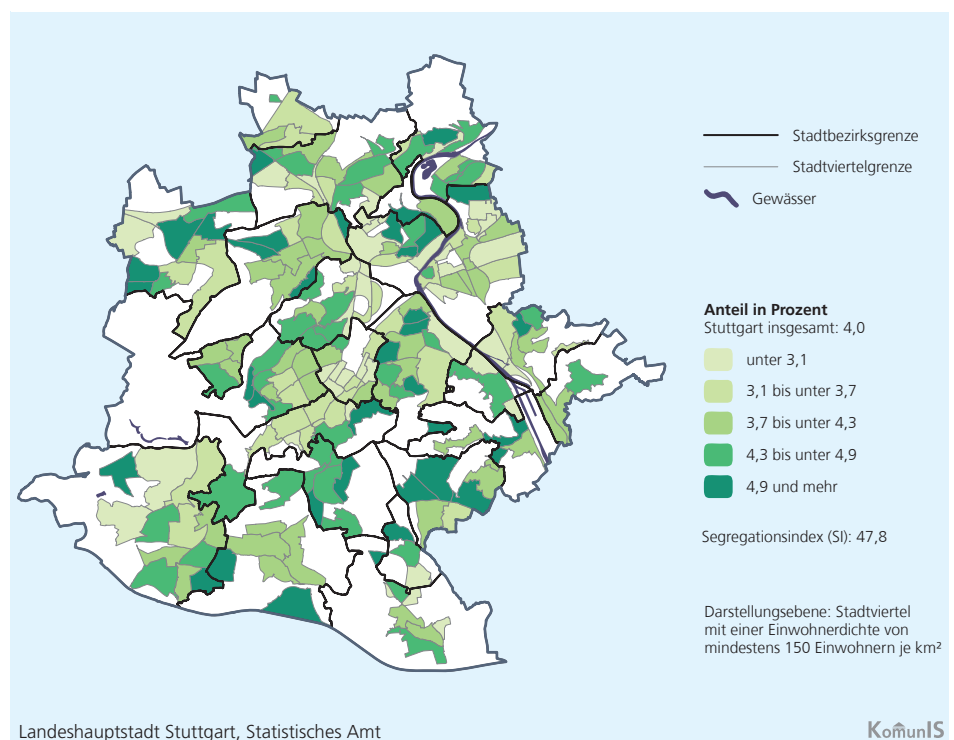 Stadtbezirksgrenze
Stadtviertelgrenze
Gewässer
Anteil in Prozent
Stuttgart insgesamt: 4,0
unter 3,1
3,1 bis unter 3,7
3,7 bis unter 4,3
4,3 bis unter 4,9
4,9 und mehr
Segregationsindex (SI): 47,8
Darstellungsebene: Stadtviertel
mit einer Einwohnerdichte von
mindestens 150 Einwohnern je km²
Landeshauptstadt Stuttgart, Statistisches Amt
KomunIS